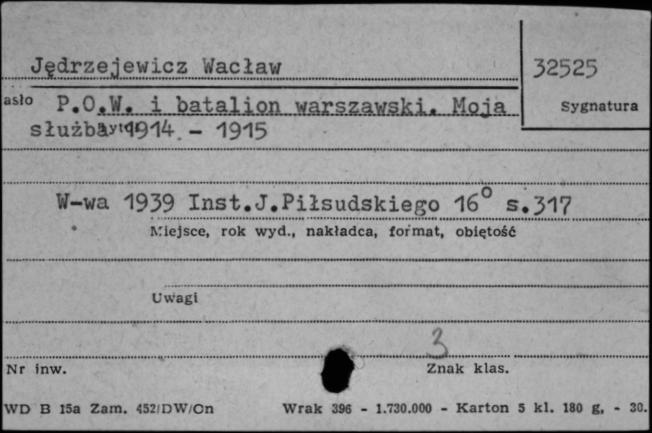 Jędrzejewicz Wacław
32525
asło P.O.W. i batalion warszawski. Moja
Sygnatura
służba 1914 - 1915
W-wa 1939 Inst.J.Piłsudskiego 16° s.317
Miejsce, rok wyd., nakładca, format, objętość
Uwagi
3
Nr inw.
Znak klas.
WD B 15a Zam. 452/DW/Cn Wrak 396 - 1.730.000 - Karton 5 kl. 180 g. - 30.